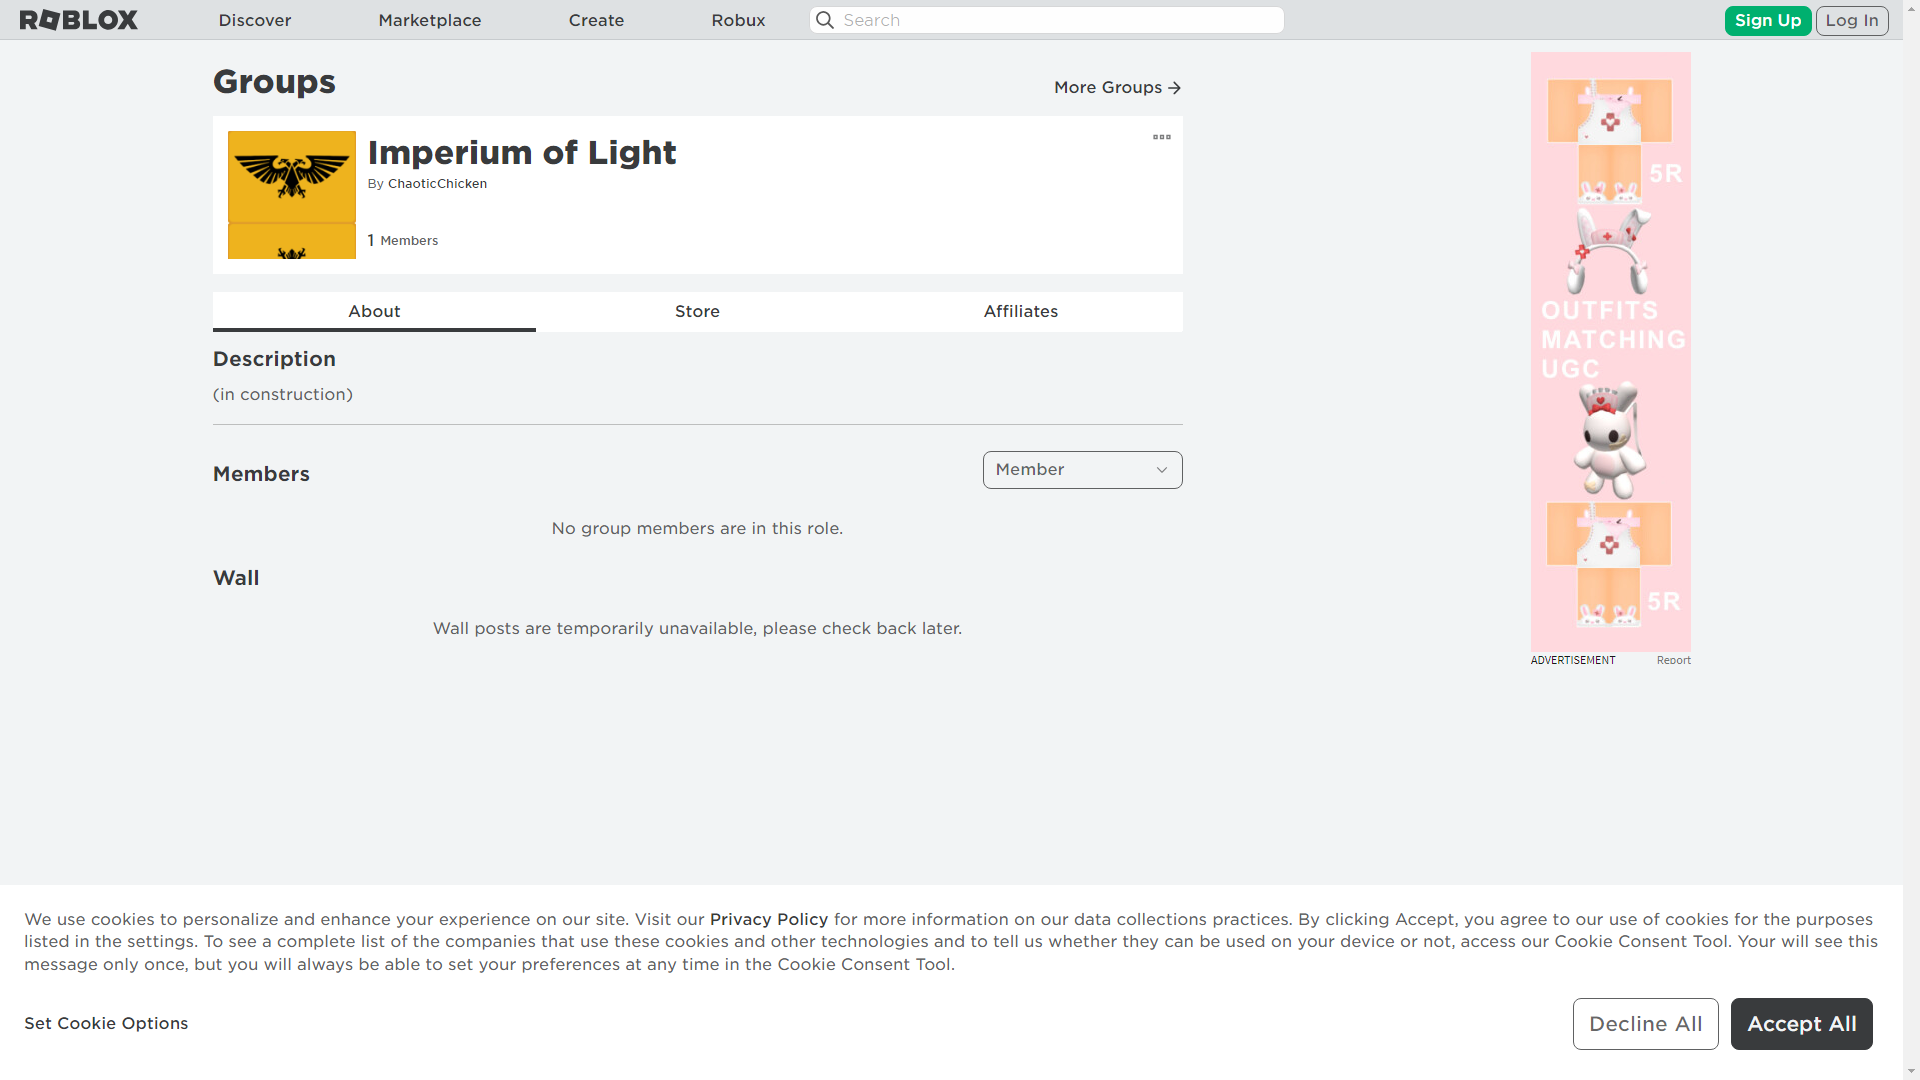 ROBLOX
Discover
Marketplace
Create
Robux
Search
Sign Up
Log In
Groups
More Groups
Imperium of Light
By ChaoticChicken
1 Members
About
Store
Affiliates
Description
(in construction)
Members
Member
No group members are in this role.
Wall
Wall posts are temporarily unavailable, please check back later.
5R
OUTFITS
MATCHING
UGC
5R
ADVERTISEMENT
Report
We use cookies to personalize and enhance your experience on our site. Visit our Privacy Policy for more information on our data collections practices. By clicking Accept, you agree to our use of cookies for the purposes
listed in the settings. To see a complete list of the companies that use these cookies and other technologies and to tell us whether they can be used on your device or not, access our Cookie Consent Tool. Your will see this
message only once, but you will always be able to set your preferences at any time in the Cookie Consent Tool.
Set Cookie Options
Decline All
Accept All